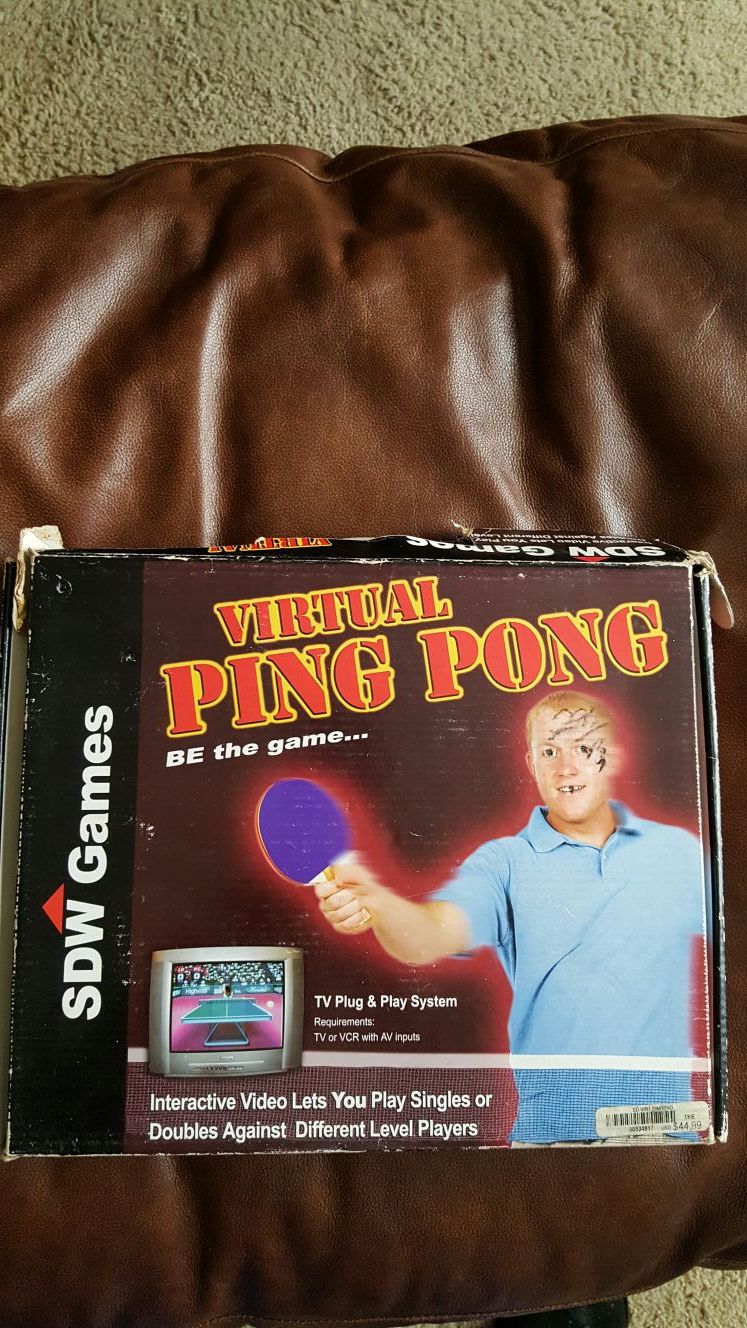 SDW Games
VIRTUAL
VIRTUAL
PING PONG
BE the game...
SDW Games
TV Plug & Play System
Requirements:
TV or VCR with AV inputs
Interactive Video Lets You Play Singles or
Doubles Against Different Level Players
$44.99